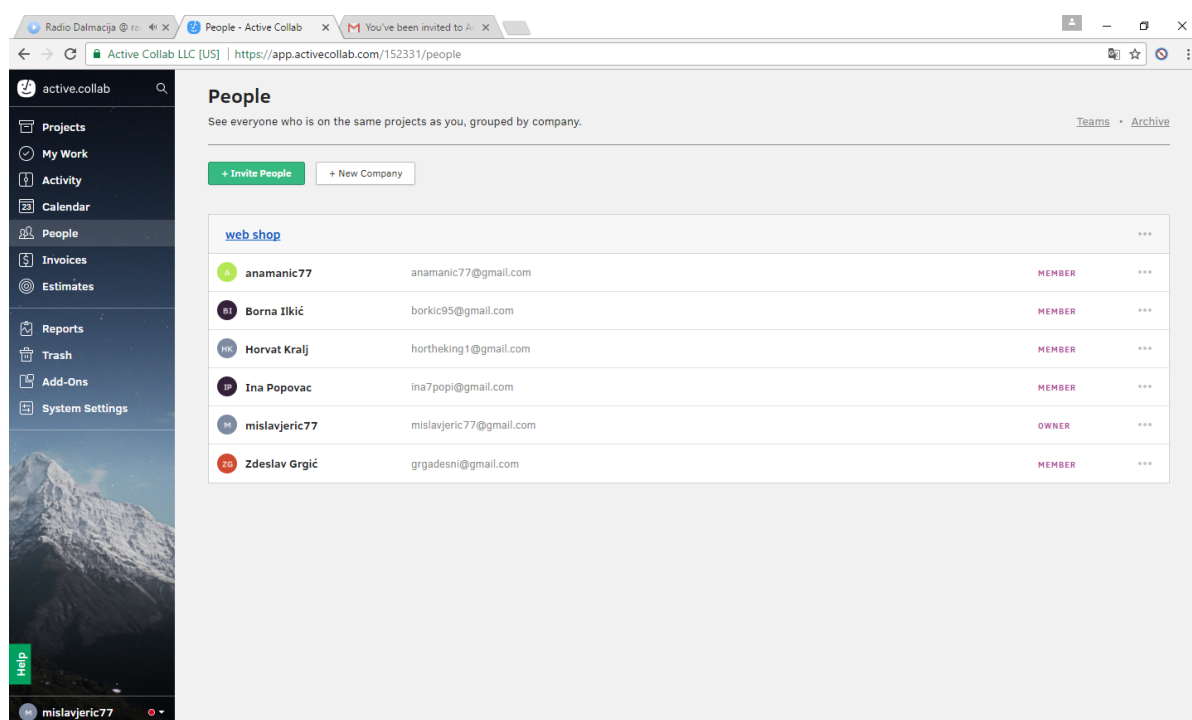 Radio Dalmacija @ ra
People - Active Collab
You've been invited to A
Active Collab LLC [US] | https://app.activecollab.com/152331/people
active.collab
Projects
My Work
Activity
23 Calendar
People
Invoices
Estimates
Reports
Trash
Add-Ons
System Settings
Help
M mislavjeric77
People
See everyone who is on the same projects as you, grouped by company.
Teams • Archive
+ Invite People + New Company
web shop
A anamanic77 anamanic77@gmail.com MEMBER
BI Borna Ilkić borkic95@gmail.com MEMBER
HK Horvat Kralj hortheking1@gmail.com MEMBER
IP Ina Popovac ina7popi@gmail.com MEMBER
M mislavjeric77 mislavjeric77@gmail.com OWNER
ZG Zdeslav Grgić grgadesni@gmail.com MEMBER